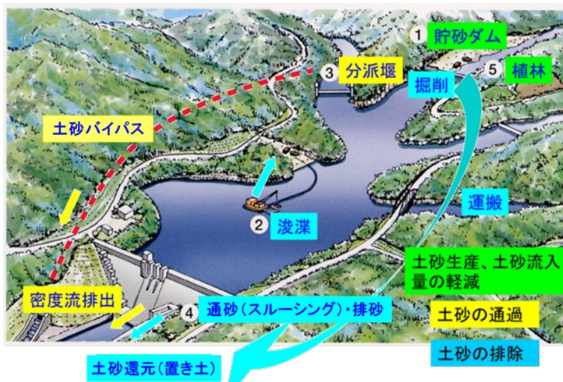 ① 貯砂ダム
③ 分派堰
⑤ 植林
掘削
土砂バイパス
運搬
② 浚渫
土砂生産、土砂流入
量の軽減
密度流排出
④ 通砂(スルーシング)・排砂
土砂の通過
土砂の排除
土砂還元(置き土)